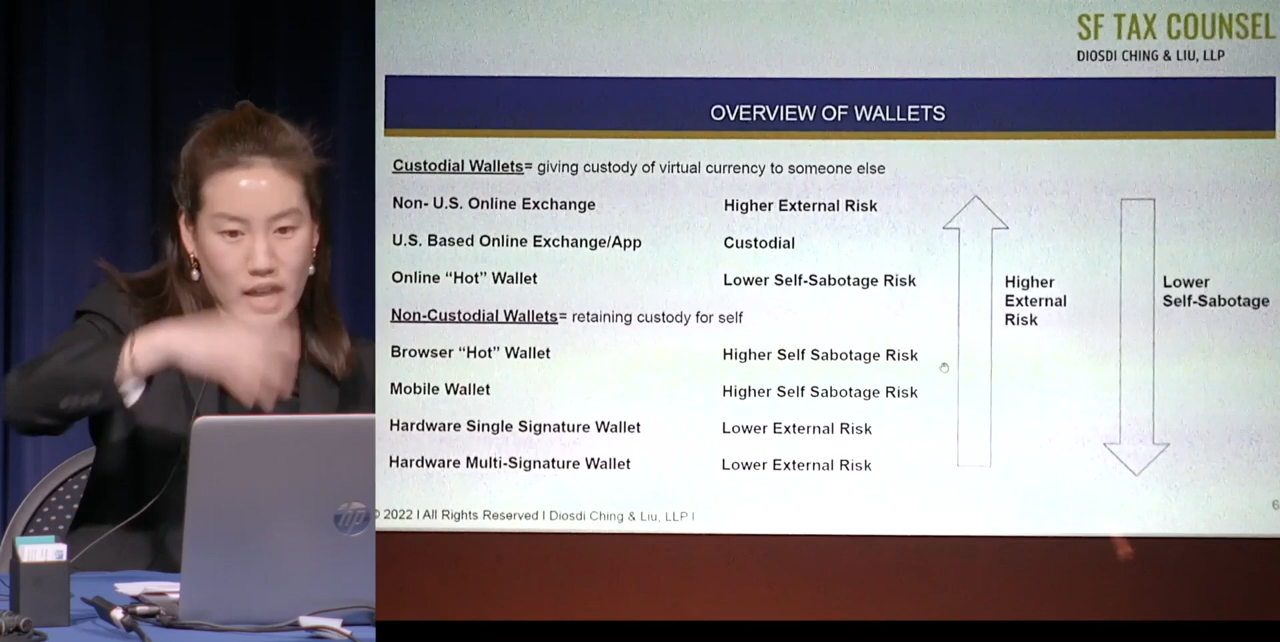 SF TAX COUNSEL
DIOSDI CHING & LIU, LLP
OVERVIEW OF WALLETS
Custodial Wallets= giving custody of virtual currency to someone else
Non- U.S. Online Exchange Higher External Risk
U.S. Based Online Exchange/App Custodial
Online “Hot” Wallet Lower Self-Sabotage Risk
Non-Custodial Wallets= retaining custody for self
Browser “Hot” Wallet Higher Self Sabotage Risk
Mobile Wallet Higher Self Sabotage Risk
Hardware Single Signature Wallet Lower External Risk
Hardware Multi-Signature Wallet Lower External Risk
Higher
External
Risk
Lower
Self-Sabotage
© 2022 I All Rights Reserved I Diosdi Ching & Liu, LLP I
6
hp